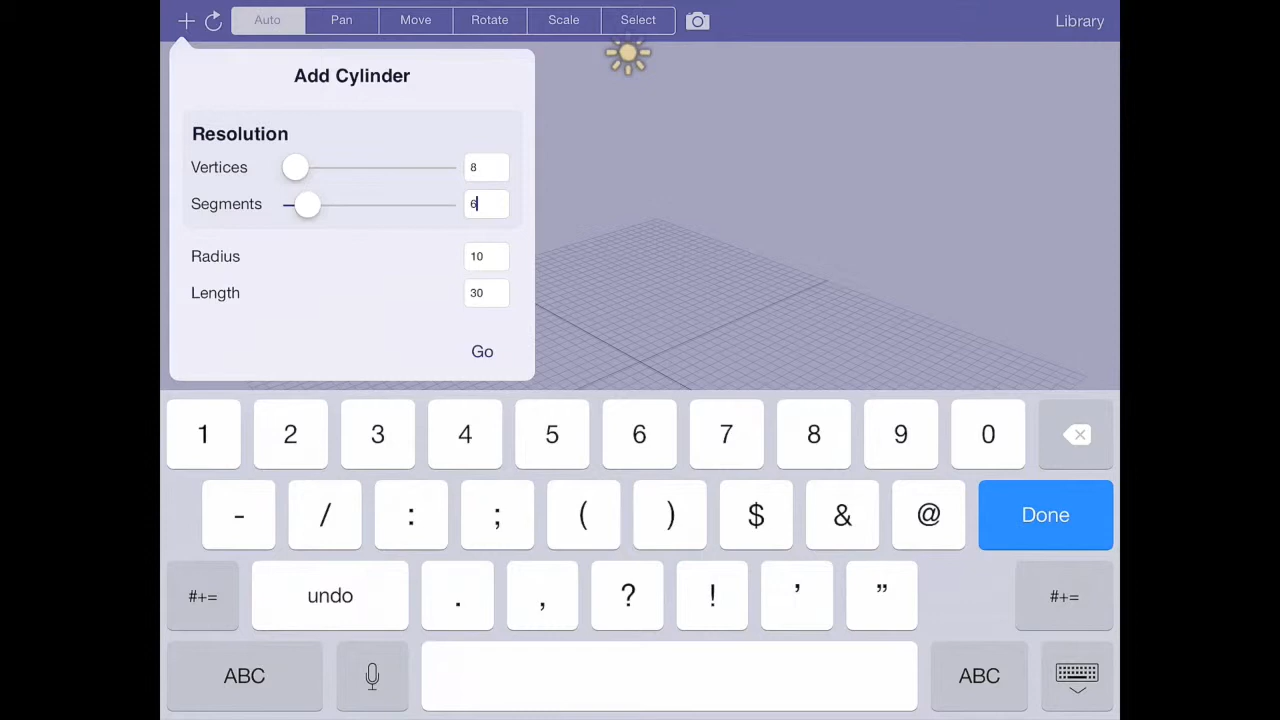 Auto Pan Move Rotate Scale Select Library
Add Cylinder
Resolution
Vertices 8
Segments 6
Radius 10
Length 30
Go
1 2 3 4 5 6 7 8 9 0
- / : ; ( ) $ & @ Done
#+= undo . , ? ! ’ ” #+=
ABC ABC